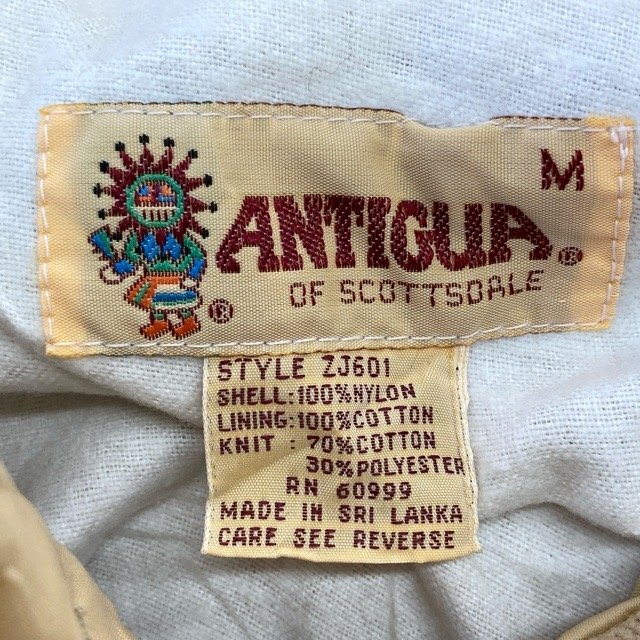 M
ANTIGUA®
OF SCOTTSDALE
®
STYLE ZJ601
SHELL:100%NYLON
LINING:100%COTTON
KNIT : 70%COTTON
30%POLYESTER
RN 60999
MADE IN SRI LANKA
CARE SEE REVERSE